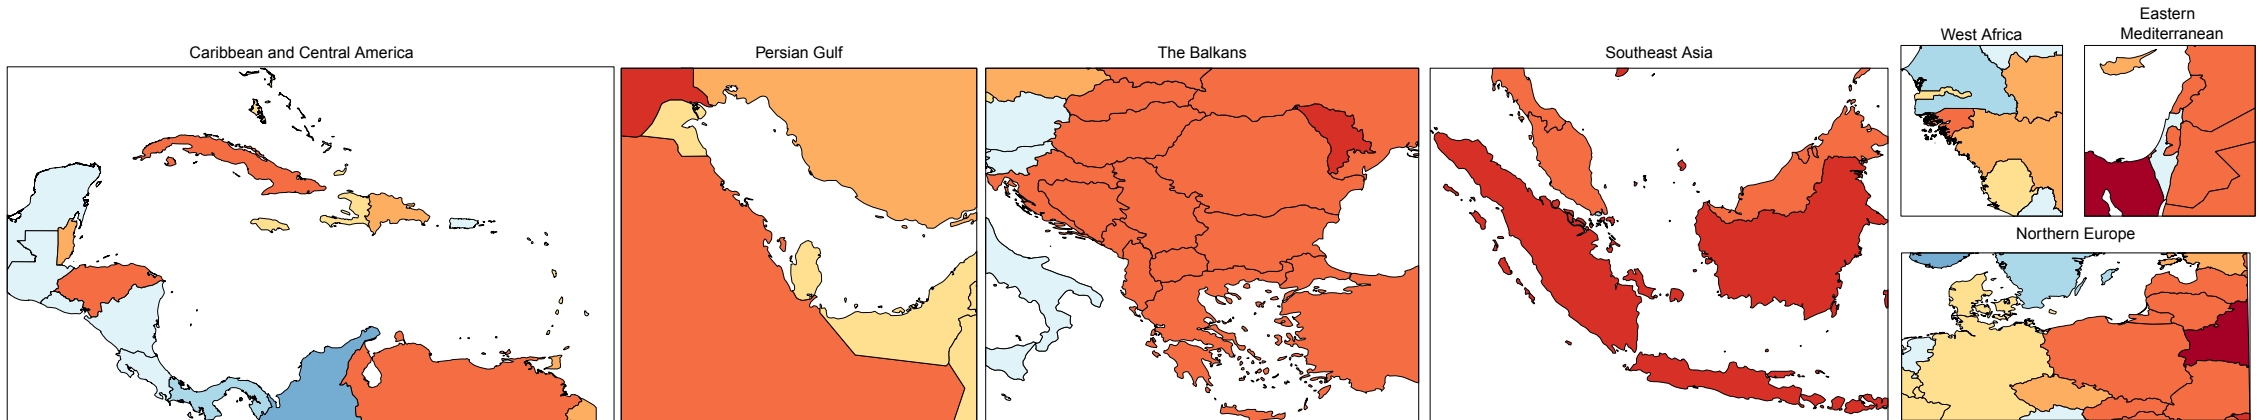 Caribbean and Central America
Persian Gulf
The Balkans
Southeast Asia
West Africa
Eastern
Mediterranean
Northern Europe